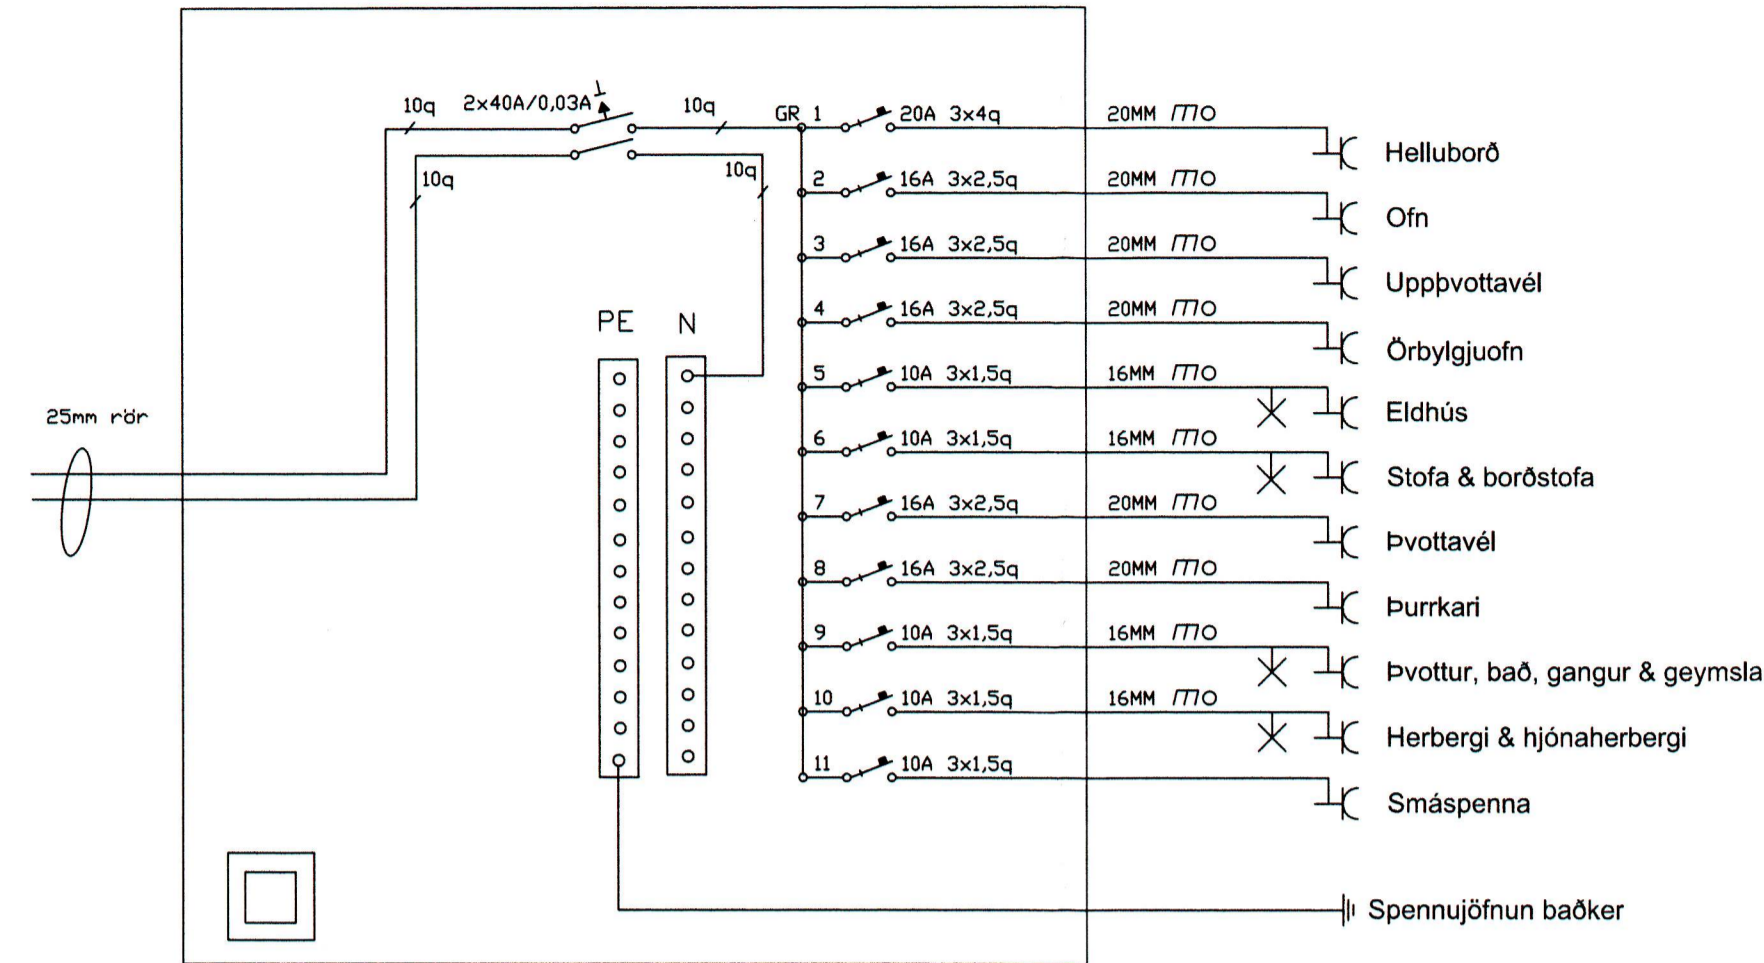 10q 2x40A/0,03A 10q
10q 10q
25mm rör
PE N
GR 1 20A 3x4q 20MM Helluborð
2 16A 3x2,5q 20MM Ofn
3 16A 3x2,5q 20MM Uppþvottavél
4 16A 3x2,5q 20MM Örbylgjuofn
5 10A 3x1,5q 16MM Eldhús
6 10A 3x1,5q 16MM Stofa & borðstofa
7 16A 3x2,5q 20MM Þvottavél
8 16A 3x2,5q 20MM Þurrkari
9 10A 3x1,5q 16MM Þvottur, bað, gangur & geymsla
10 10A 3x1,5q 16MM Herbergi & hjónaherbergi
11 10A 3x1,5q Smáspenna
Spennujöfnun baðker